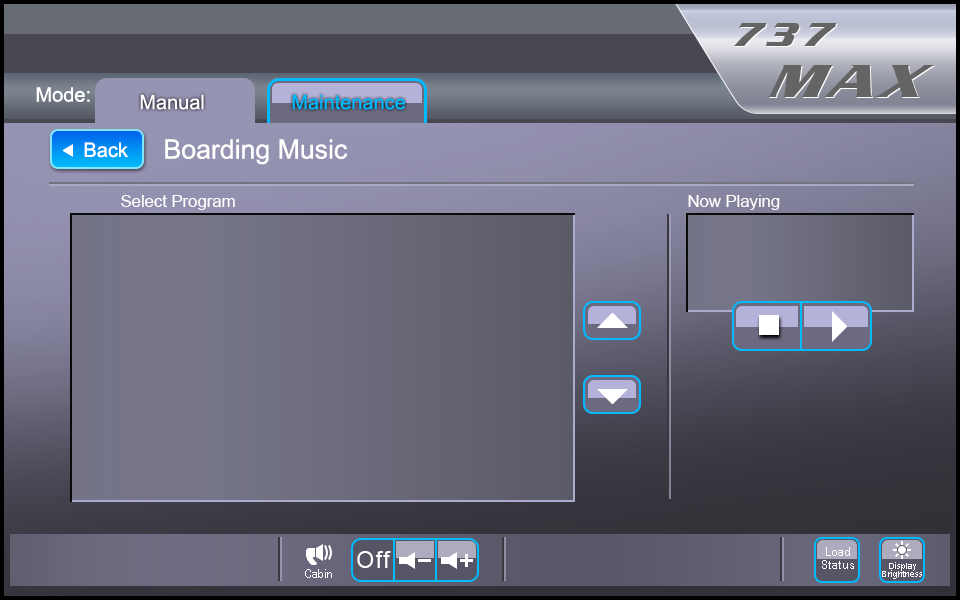 737
MAX
Mode:
Manual
Maintenance
Back
Boarding Music
Select Program
Now Playing
Cabin
Off
Load
Status
Display
Brightness